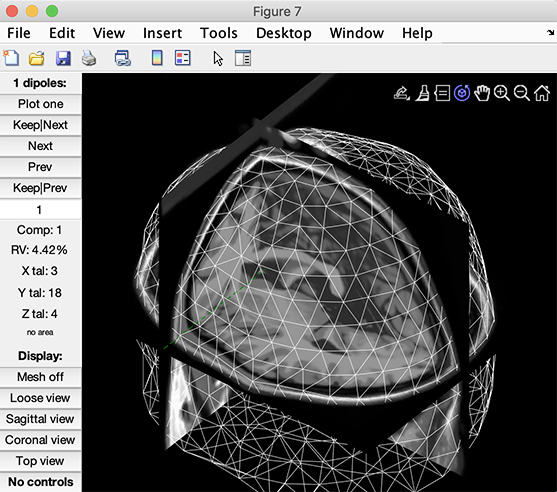 Figure 7
File Edit View Insert Tools Desktop Window Help
1 dipoles:
Plot one
Keep|Next
Next
Prev
Keep|Prev
1
Comp: 1
RV: 4.42%
X tal: 3
Y tal: 18
Z tal: 4
no area
Display:
Mesh off
Loose view
Sagittal view
Coronal view
Top view
No controls